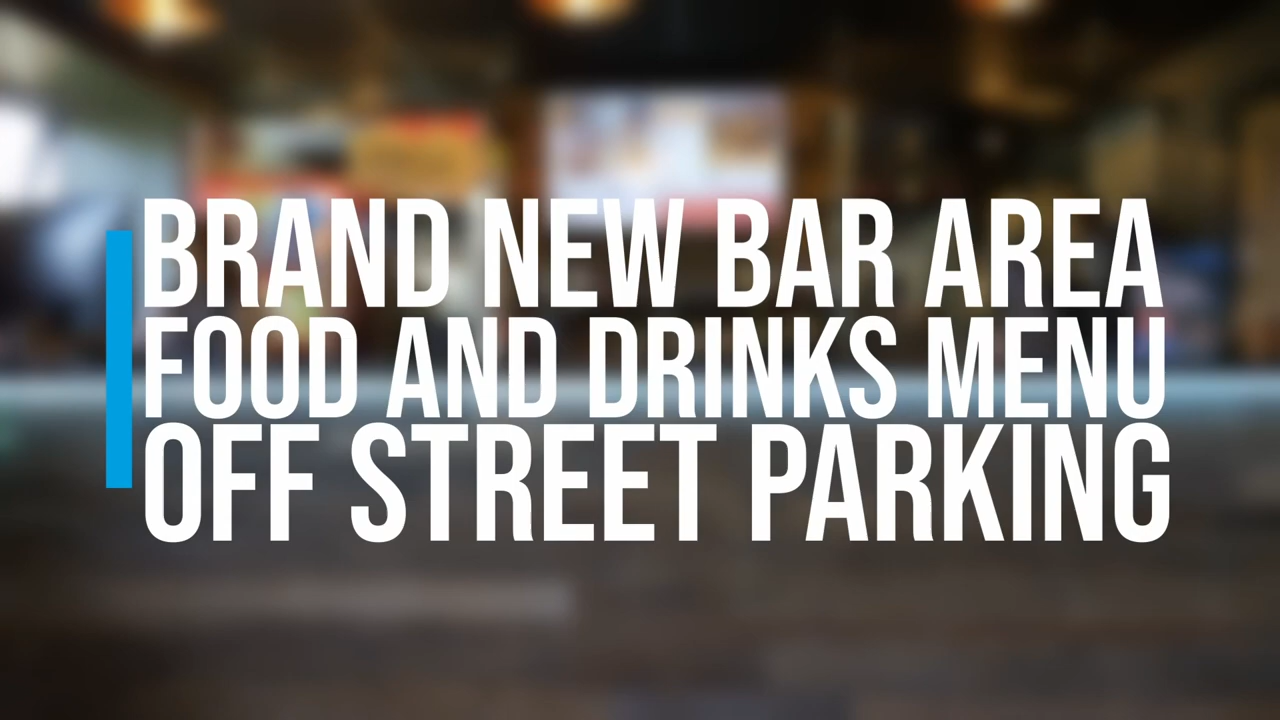 BRAND NEW BAR AREA
FOOD AND DRINKS MENU
OFF STREET PARKING